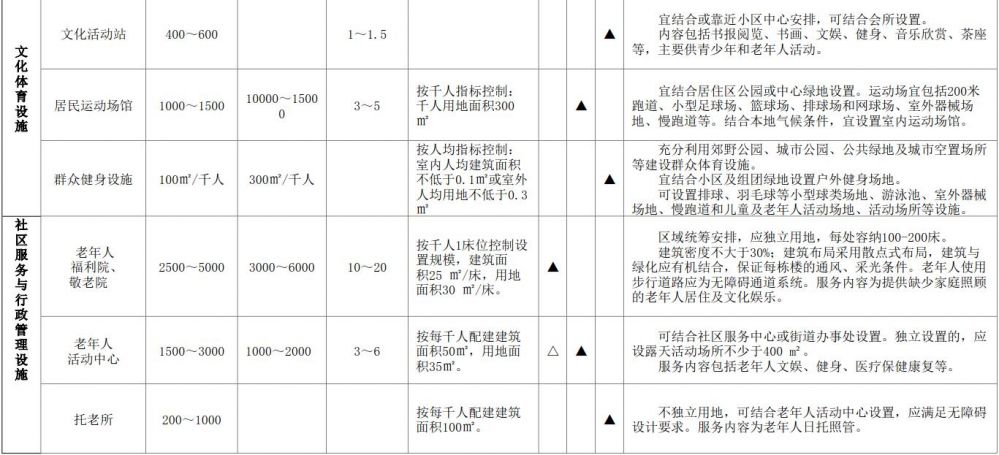 文化体育设施
文化活动站
400～600
1～1.5
▲
宜结合或靠近小区中心安排，可结合会所设置。
内容包括书报阅览、书画、文娱、健身、音乐欣赏、茶座
等，主要供青少年和老年人活动。
居民运动场馆
1000～1500
10000～1500
0
3～5
按千人指标控制：
千人用地面积300
㎡
▲
宜结合居住区公园或中心绿地设置。运动场宜包括200米
跑道、小型足球场、篮球场、排球场和网球场、室外器械场
地、慢跑道等。结合本地气候条件，宜设置室内运动场馆。
群众健身设施
100㎡/千人
300㎡/千人
按人均指标控制：
室内人均建筑面积
不低于0.1㎡或室外
人均用地不低于0.3
㎡
▲
充分利用郊野公园、城市公园、公共绿地及城市空置场所
等建设群众体育设施。
宜结合小区及组团绿地设置户外健身场地。
可设置排球、羽毛球等小型球类场地、游泳池、室外器械
场地、慢跑道和儿童及老年人活动场地、活动场所等设施。
社区服务与行政管理设施
老年人
福利院、
敬老院
2500～5000
3000～6000
10～20
按千人1床位控制设
置规模，建筑面
积25 ㎡/床，用地
面积30 ㎡/床。
▲
区域统筹安排，应独立用地，每处容纳100-200床。
建筑密度不大于30%；建筑布局采用散点式布局，建筑与
绿化应有机结合，保证每栋楼的通风、采光条件。老年人使用
步行道路应为无障碍通道系统。服务内容为提供缺少家庭照顾
的老年人居住及文化娱乐。
老年人
活动中心
1500～3000
1000～2000
3～6
按每千人配建建筑
面积50㎡，用地面
积35㎡。
△
▲
可结合社区服务中心或街道办事处设置。独立设置的，应
设露天活动场所不少于400 ㎡。
服务内容包括老年人文娱、健身、医疗保健康复等。
托老所
200～1000
按每千人配建建筑
面积100㎡。
▲
不独立用地，可结合老年人活动中心设置，应满足无障碍
设计要求。服务内容为老年人日托照管。